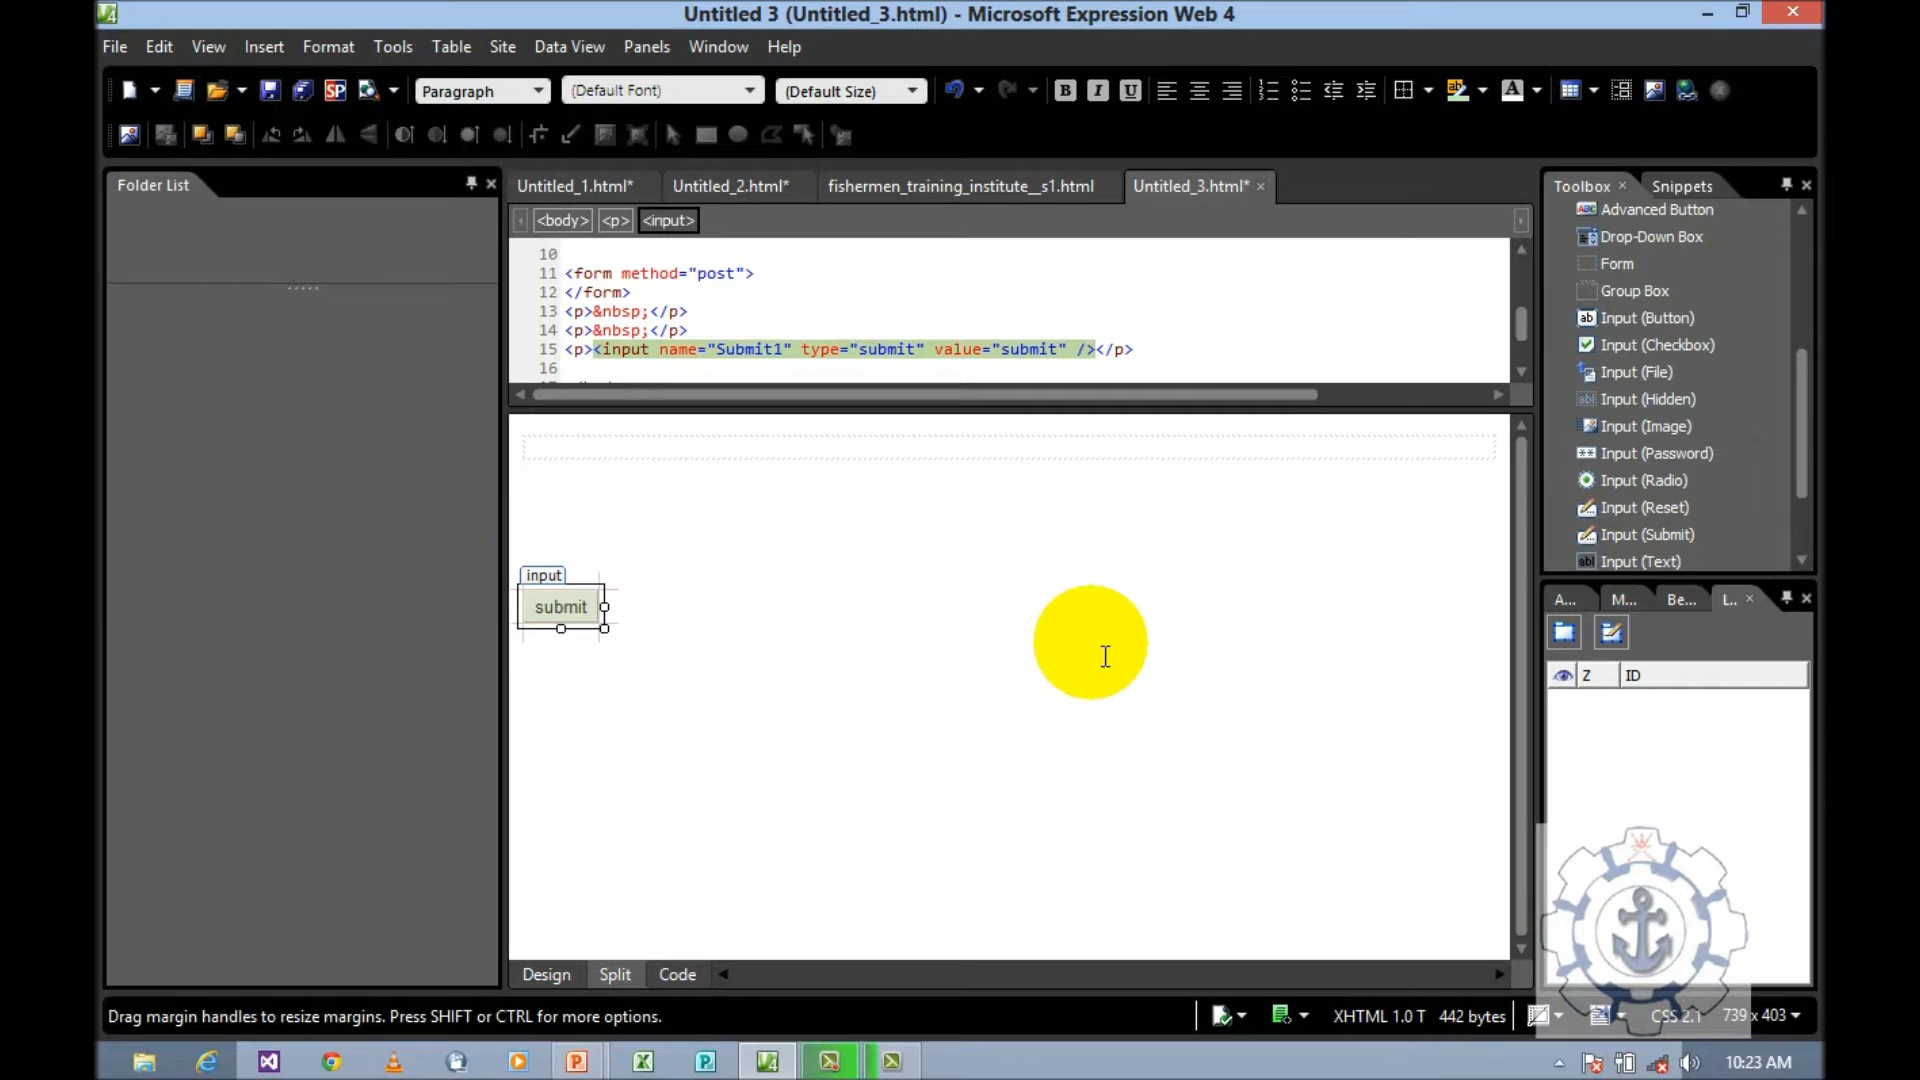 Untitled 3 (Untitled_3.html) - Microsoft Expression Web 4
File Edit View Insert Format Tools Table Site Data View Panels Window Help
Paragraph (Default Font) (Default Size)
Folder List
Untitled_1.html* Untitled_2.html* fishermen_training_institute__s1.html Untitled_3.html*
<body> <p> <input>
10
11 <form method="post">
12 </form>
13 <p>&nbsp;</p>
14 <p>&nbsp;</p>
15 <p><input name="Submit1" type="submit" value="submit" /></p>
16
input
submit
Design Split Code
Toolbox Snippets
Advanced Button
Drop-Down Box
Form
Group Box
Input (Button)
Input (Checkbox)
Input (File)
Input (Hidden)
Input (Image)
Input (Password)
Input (Radio)
Input (Reset)
Input (Submit)
Input (Text)
A... M... Be... L..
Z ID
Drag margin handles to resize margins. Press SHIFT or CTRL for more options.
XHTML 1.0 T 442 bytes CSS 2.1 739 x 403
10:23 AM